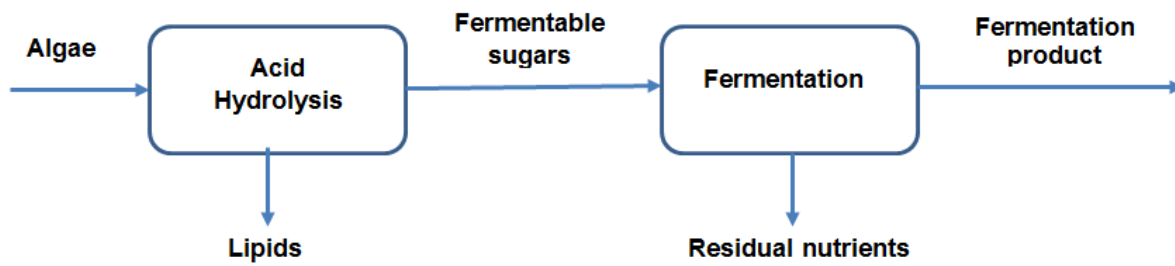 Algae
Acid
Hydrolysis
Fermentable
sugars
Fermentation
Fermentation
product
Lipids
Residual nutrients